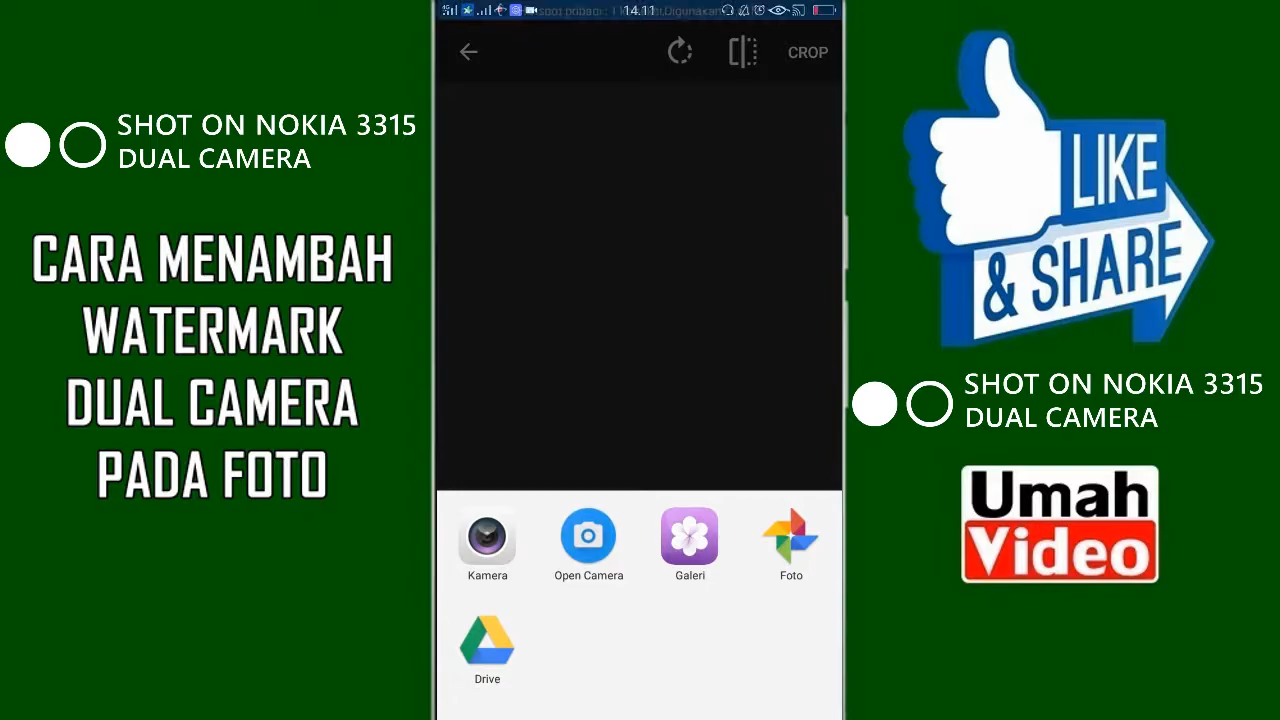 SHOT ON NOKIA 3315
DUAL CAMERA
CARA MENAMBAH
WATERMARK
DUAL CAMERA
PADA FOTO
14.11
CROP
Kamera
Open Camera
Galeri
Foto
Drive
LIKE
& SHARE
SHOT ON NOKIA 3315
DUAL CAMERA
Umah
Video